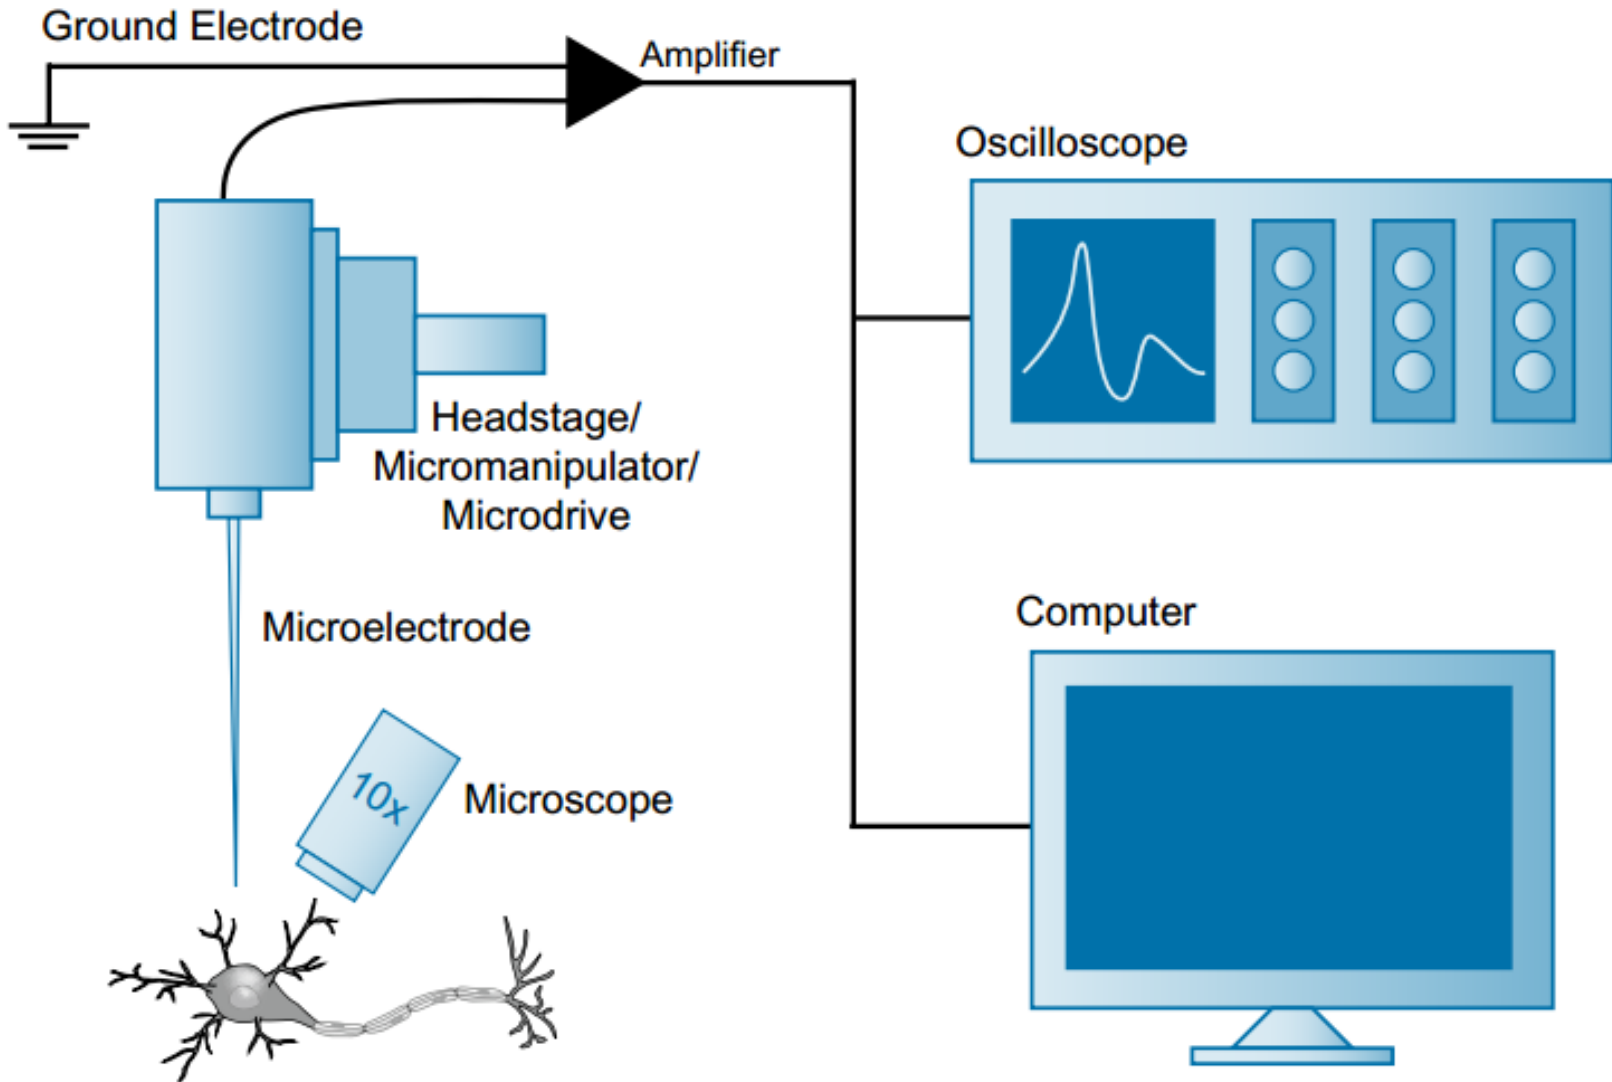 Ground Electrode
Amplifier
Oscilloscope
Headstage/
Micromanipulator/
Microdrive
Microelectrode
Computer
10x
Microscope